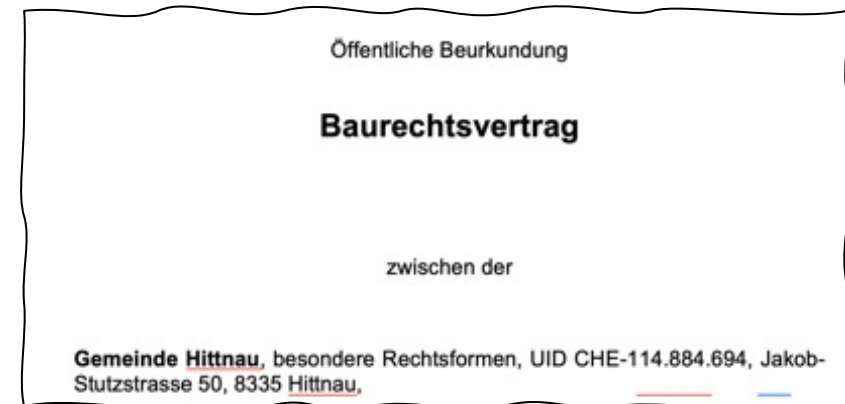 Öffentliche Beurkundung
Baurechtsvertrag
zwischen der
Gemeinde Hittnau, besondere Rechtsformen, UID CHE-114.884.694, Jakob-
Stutzstrasse 50, 8335 Hittnau,